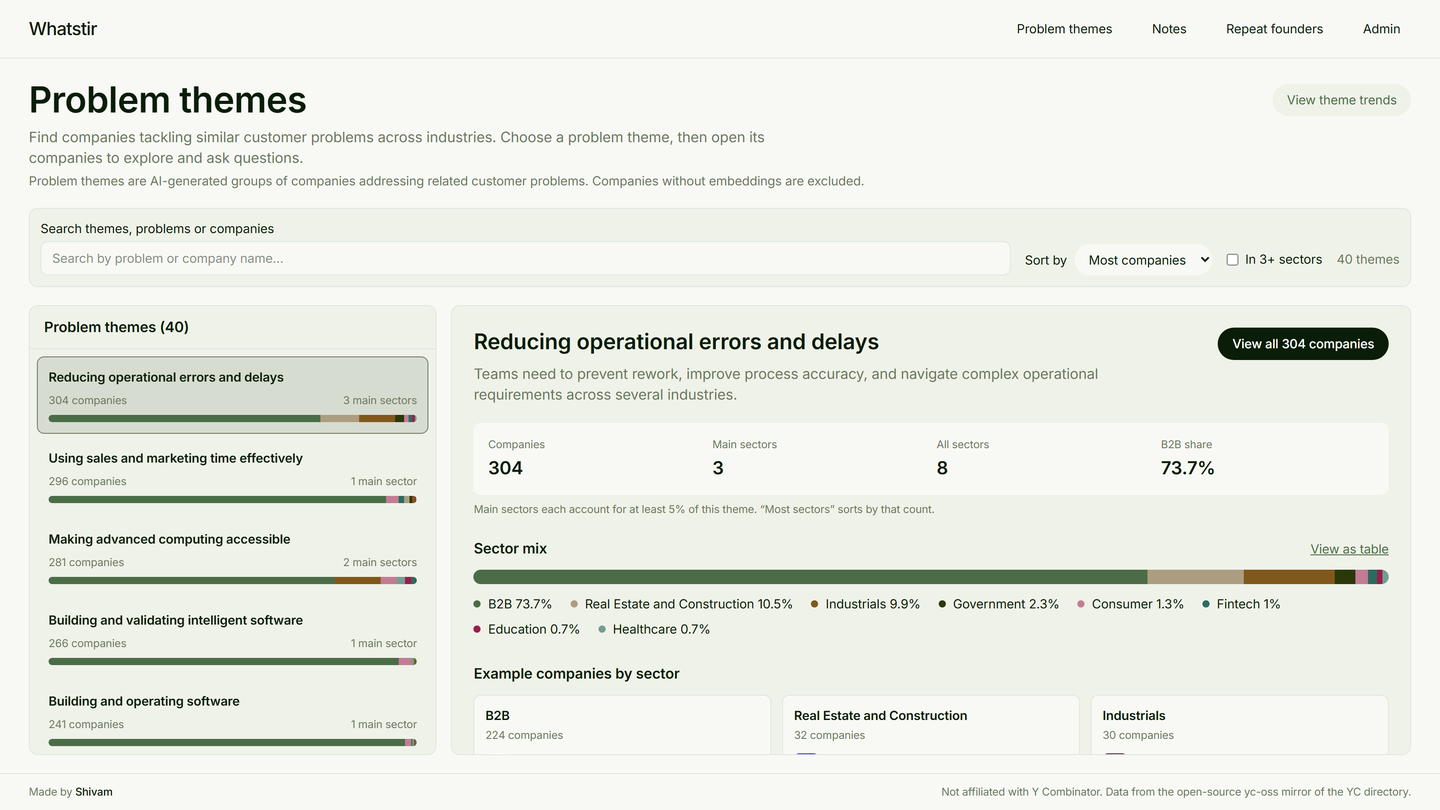 Whatstir
Problem themes
Notes
Repeat founders
Admin
Problem themes
View theme trends
Find companies tackling similar customer problems across industries. Choose a problem theme, then open its
companies to explore and ask questions.
Problem themes are AI-generated groups of companies addressing related customer problems. Companies without embeddings are excluded.
Search themes, problems or companies
Search by problem or company name...
Sort by
Most companies
In 3+ sectors
40 themes
Problem themes (40)
Reducing operational errors and delays
304 companies
3 main sectors
Using sales and marketing time effectively
296 companies
1 main sector
Making advanced computing accessible
281 companies
2 main sectors
Building and validating intelligent software
266 companies
1 main sector
Building and operating software
241 companies
1 main sector
Reducing operational errors and delays
View all 304 companies
Teams need to prevent rework, improve process accuracy, and navigate complex operational
requirements across several industries.
Companies
304
Main sectors
3
All sectors
8
B2B share
73.7%
Main sectors each account for at least 5% of this theme. “Most sectors” sorts by that count.
Sector mix
View as table
B2B 73.7%
Real Estate and Construction 10.5%
Industrials 9.9%
Government 2.3%
Consumer 1.3%
Fintech 1%
Education 0.7%
Healthcare 0.7%
Example companies by sector
B2B
224 companies
Real Estate and Construction
32 companies
Industrials
30 companies
Made by Shivam
Not affiliated with Y Combinator. Data from the open-source yc-oss mirror of the YC directory.